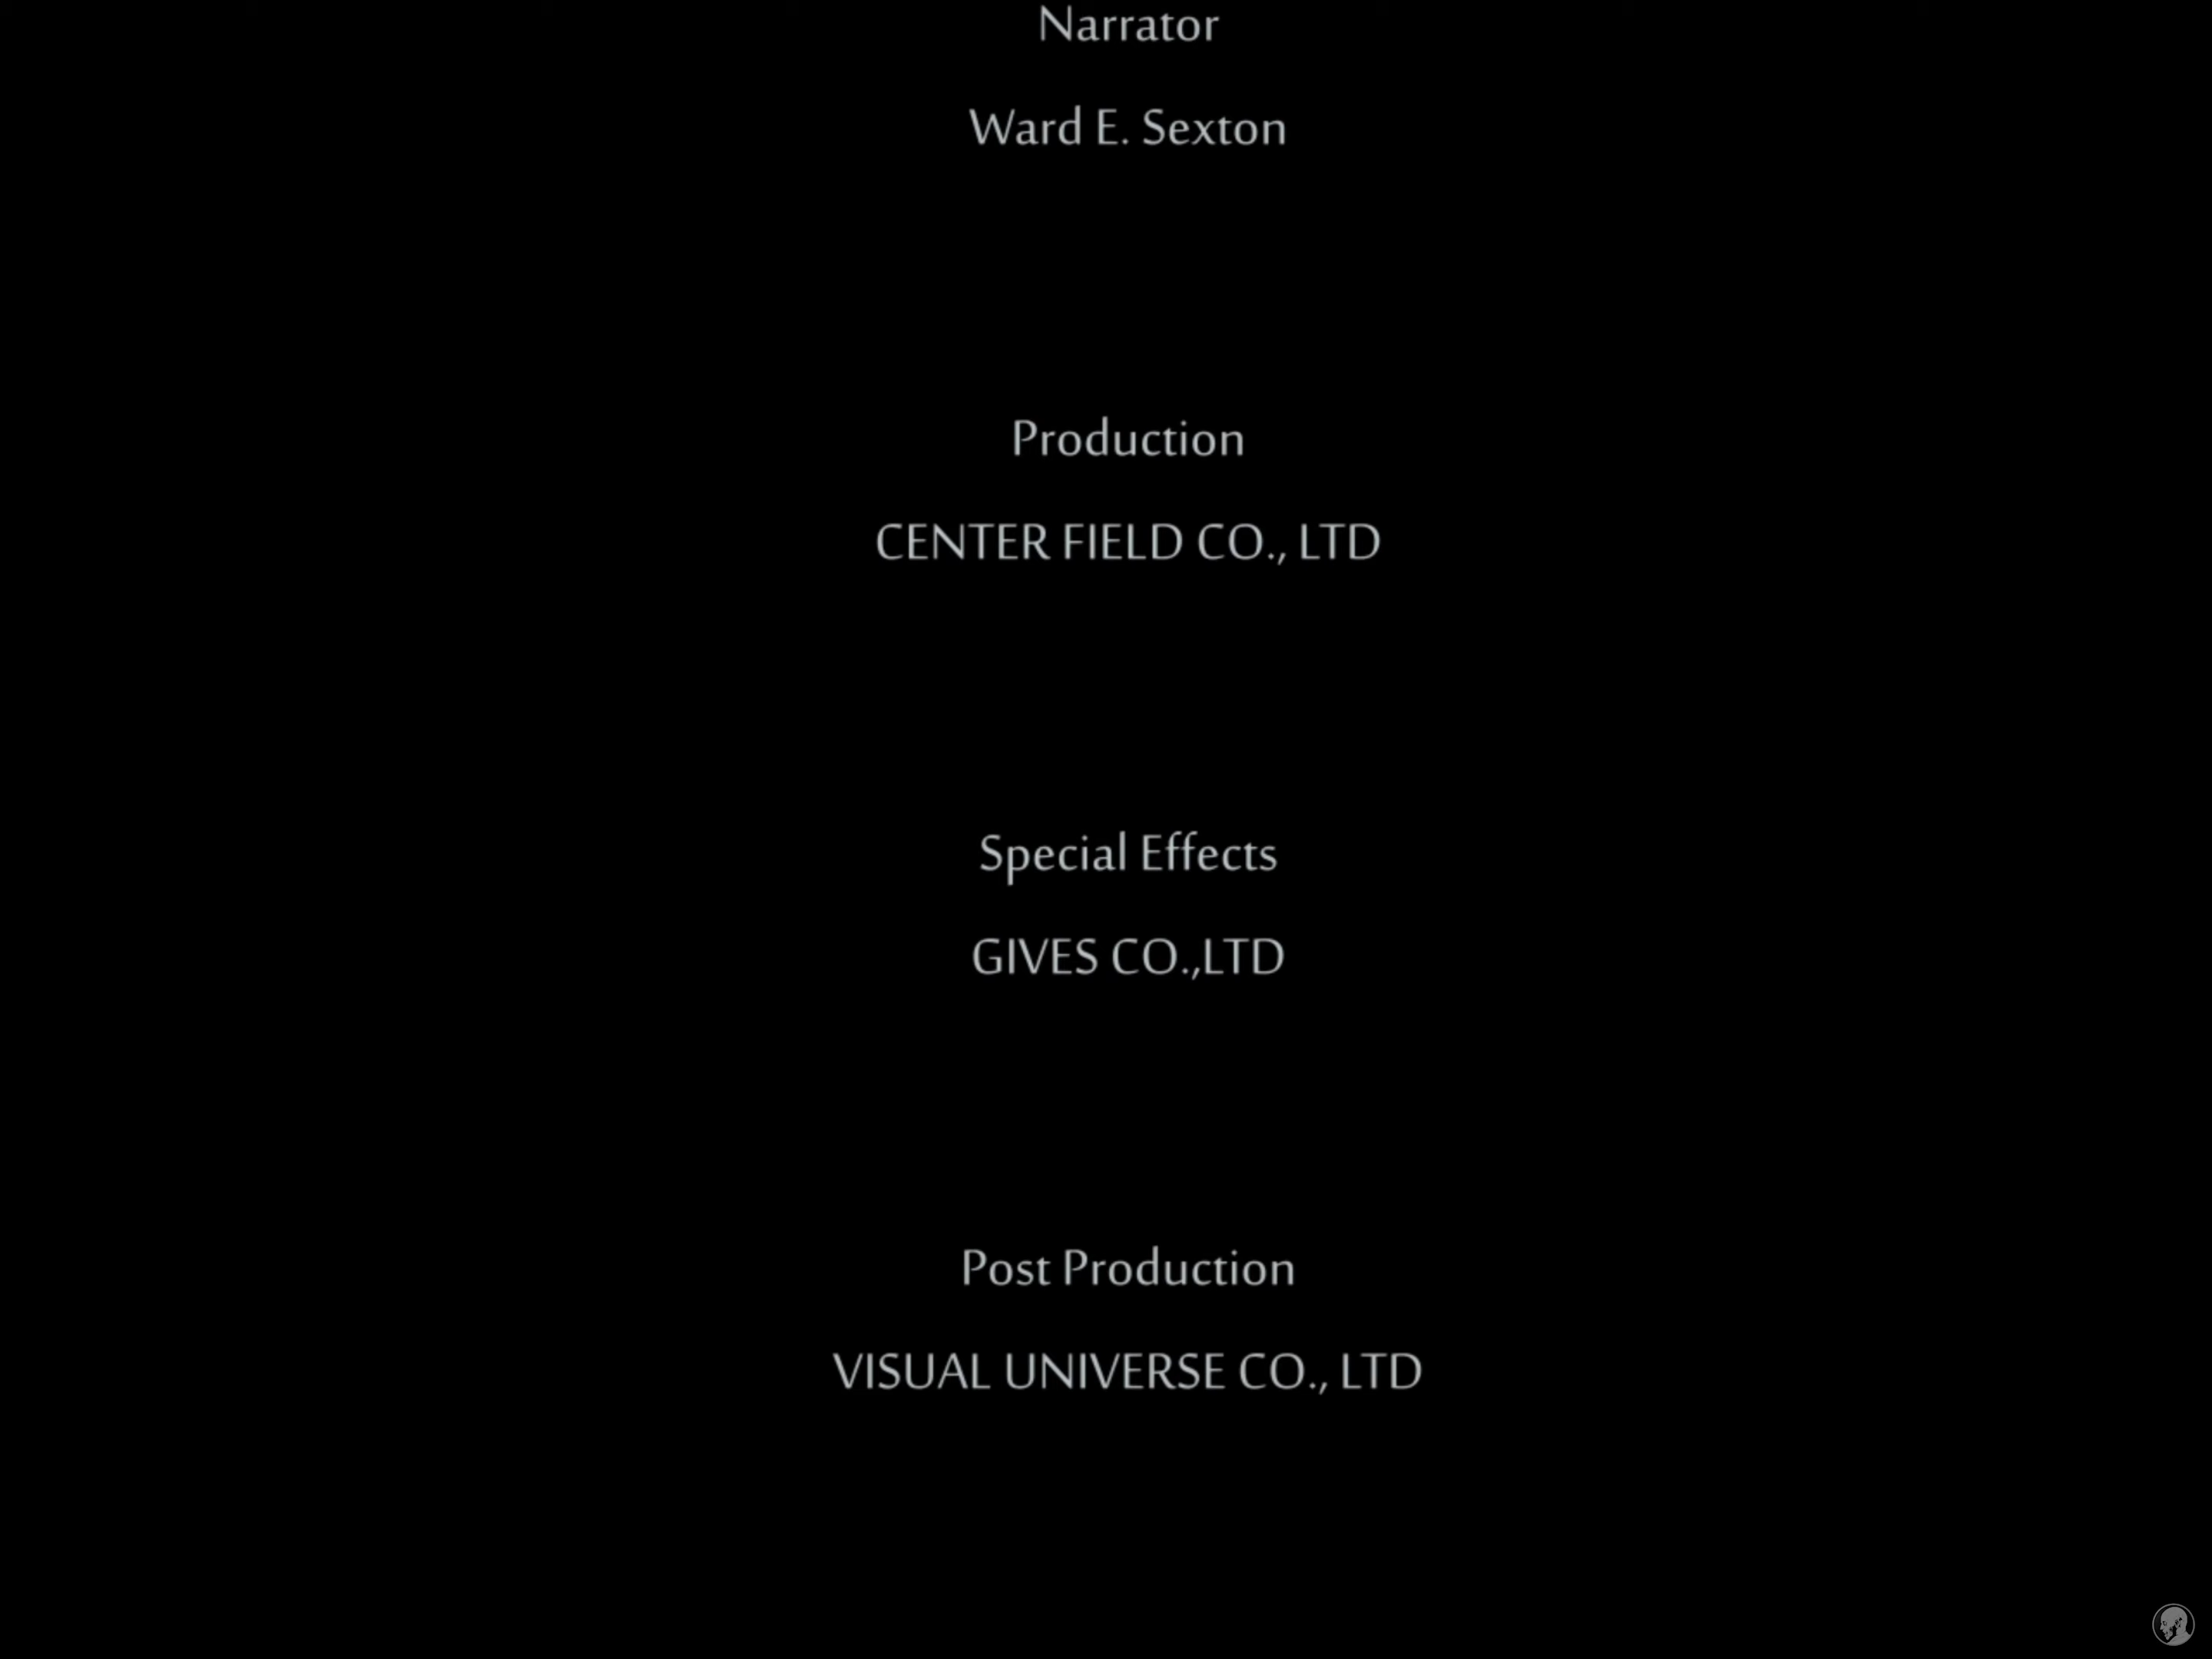 Narrator
Ward E. Sexton
Production
CENTER FIELD CO., LTD
Special Effects
GIVES CO.,LTD
Post Production
VISUAL UNIVERSE CO., LTD